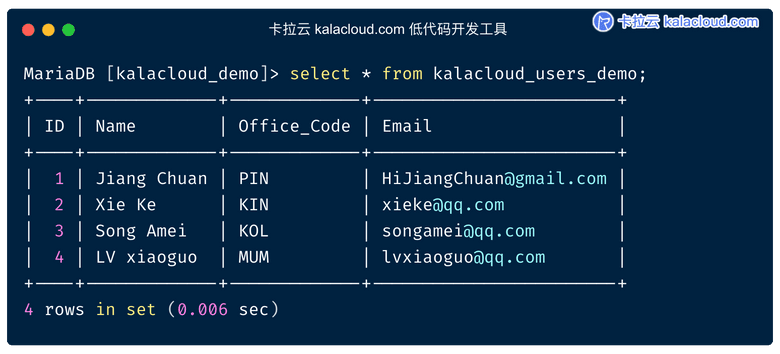 卡拉云 kalacloud.com 低代码开发工具
卡拉云 kalacloud.com
MariaDB [kalacloud_demo]> select * from kalacloud_users_demo;
+----+-------------+-------------+------------------------+
| ID | Name        | Office_Code | Email                  |
+----+-------------+-------------+------------------------+
|  1 | Jiang Chuan | PIN         | HiJiangChuan@gmail.com |
|  2 | Xie Ke      | KIN         | xieke@qq.com           |
|  3 | Song Amei   | KOL         | songamei@qq.com        |
|  4 | LV xiaoguo  | MUM         | lvxiaoguo@qq.com       |
+----+-------------+-------------+------------------------+
4 rows in set (0.006 sec)